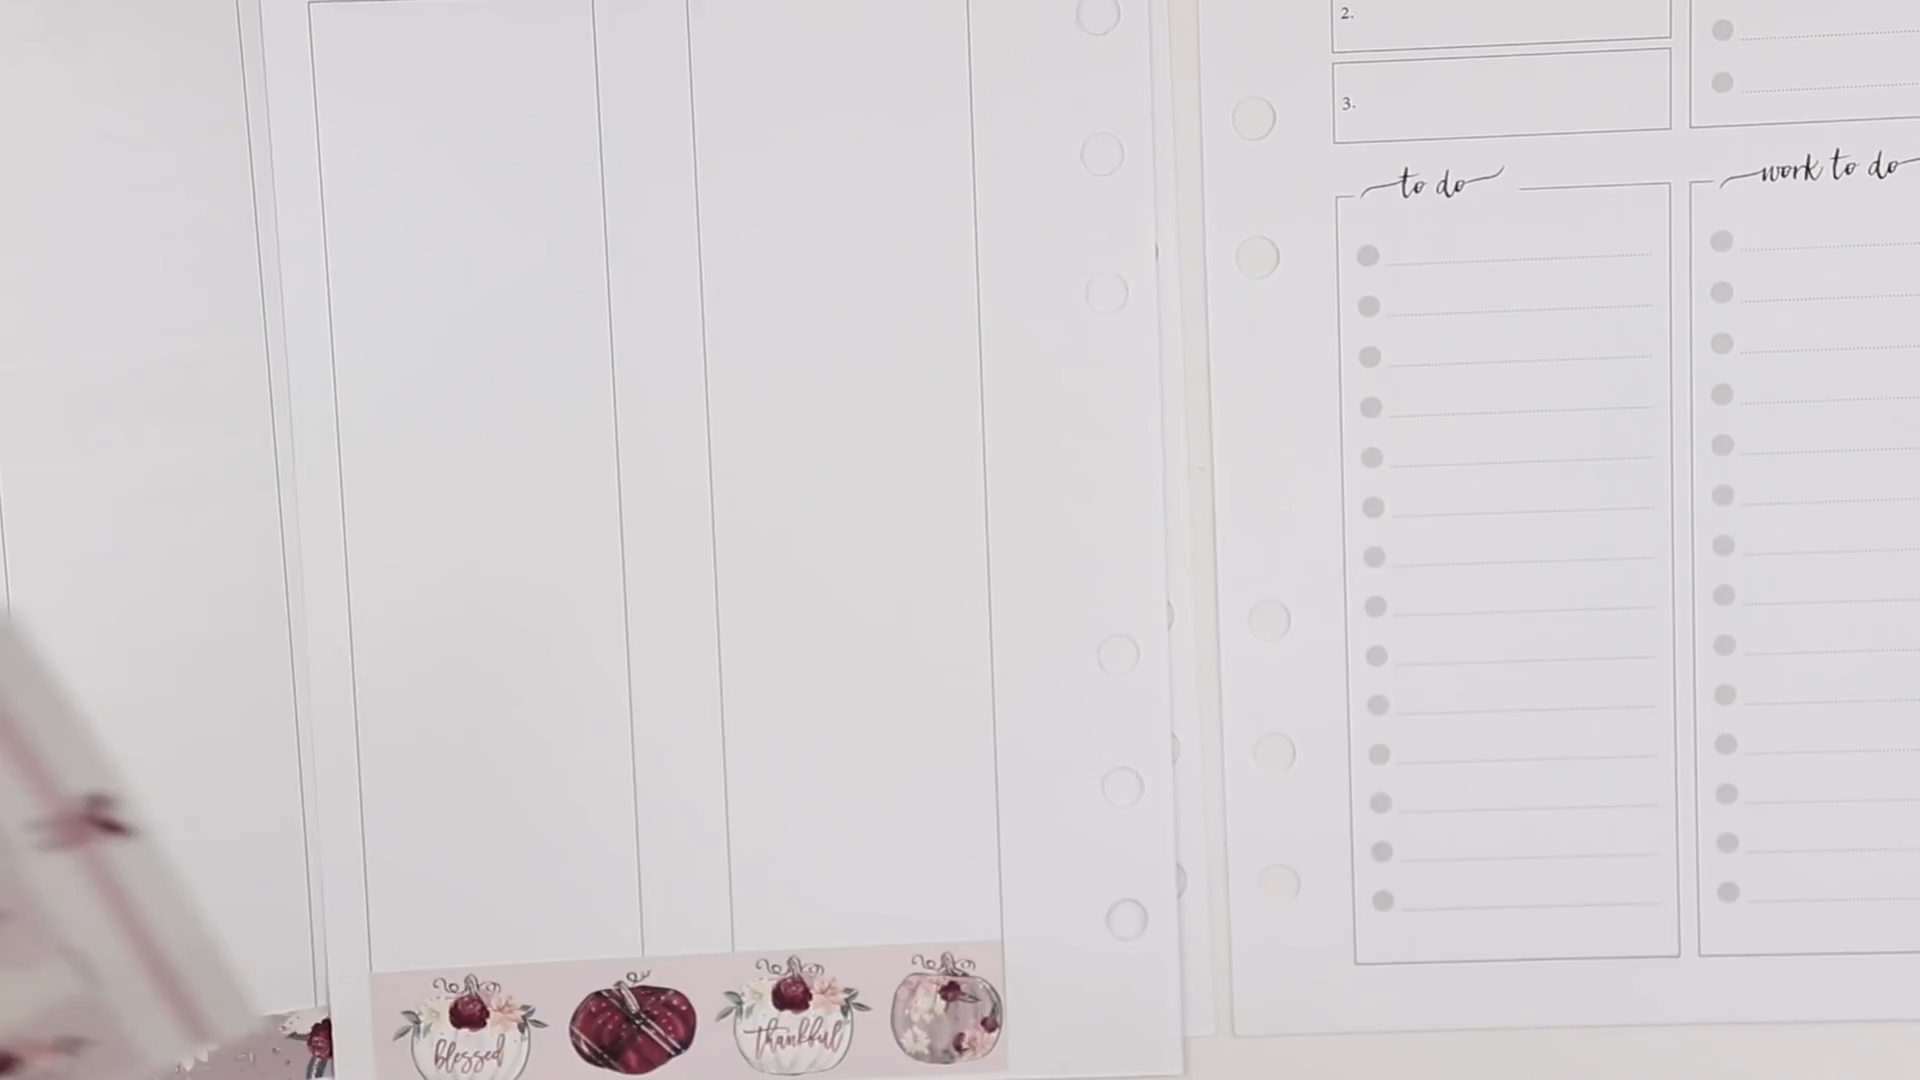 2.
3.
to do
work to do
blessed
thankful